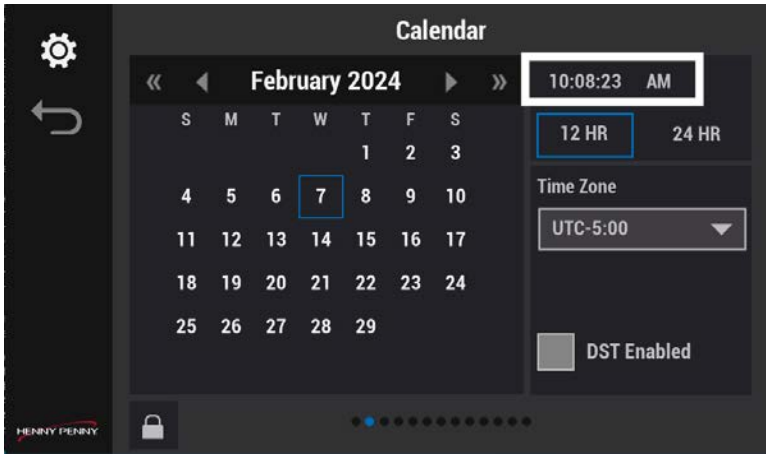 Calendar
« February 2024 »
10:08:23 AM
S M T W T F S
1 2 3
4 5 6 7 8 9 10
11 12 13 14 15 16 17
18 19 20 21 22 23 24
25 26 27 28 29
12 HR 24 HR
Time Zone
UTC-5:00
DST Enabled
HENNY PENNY